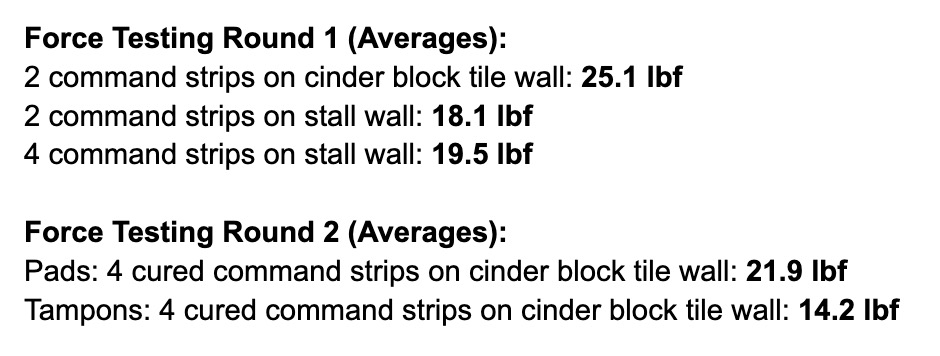 Force Testing Round 1 (Averages):
2 command strips on cinder block tile wall: 25.1 lbf
2 command strips on stall wall: 18.1 lbf
4 command strips on stall wall: 19.5 lbf
Force Testing Round 2 (Averages):
Pads: 4 cured command strips on cinder block tile wall: 21.9 lbf
Tampons: 4 cured command strips on cinder block tile wall: 14.2 lbf